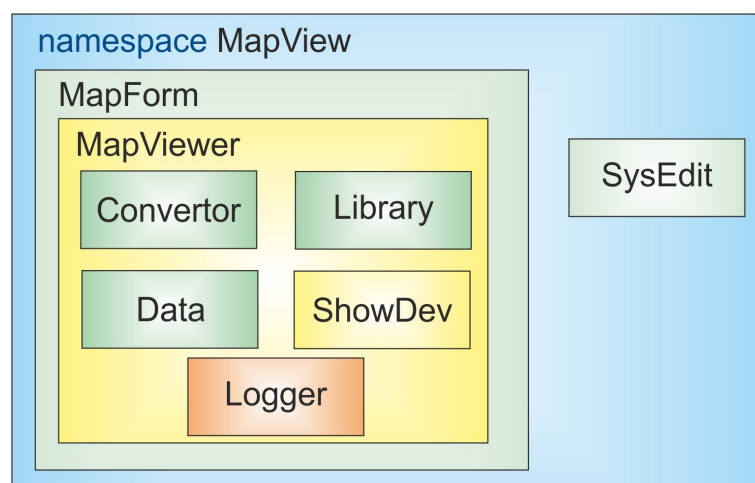 namespace MapView
MapForm
MapViewer
SysEdit
Convertor
Library
Data
ShowDev
Logger